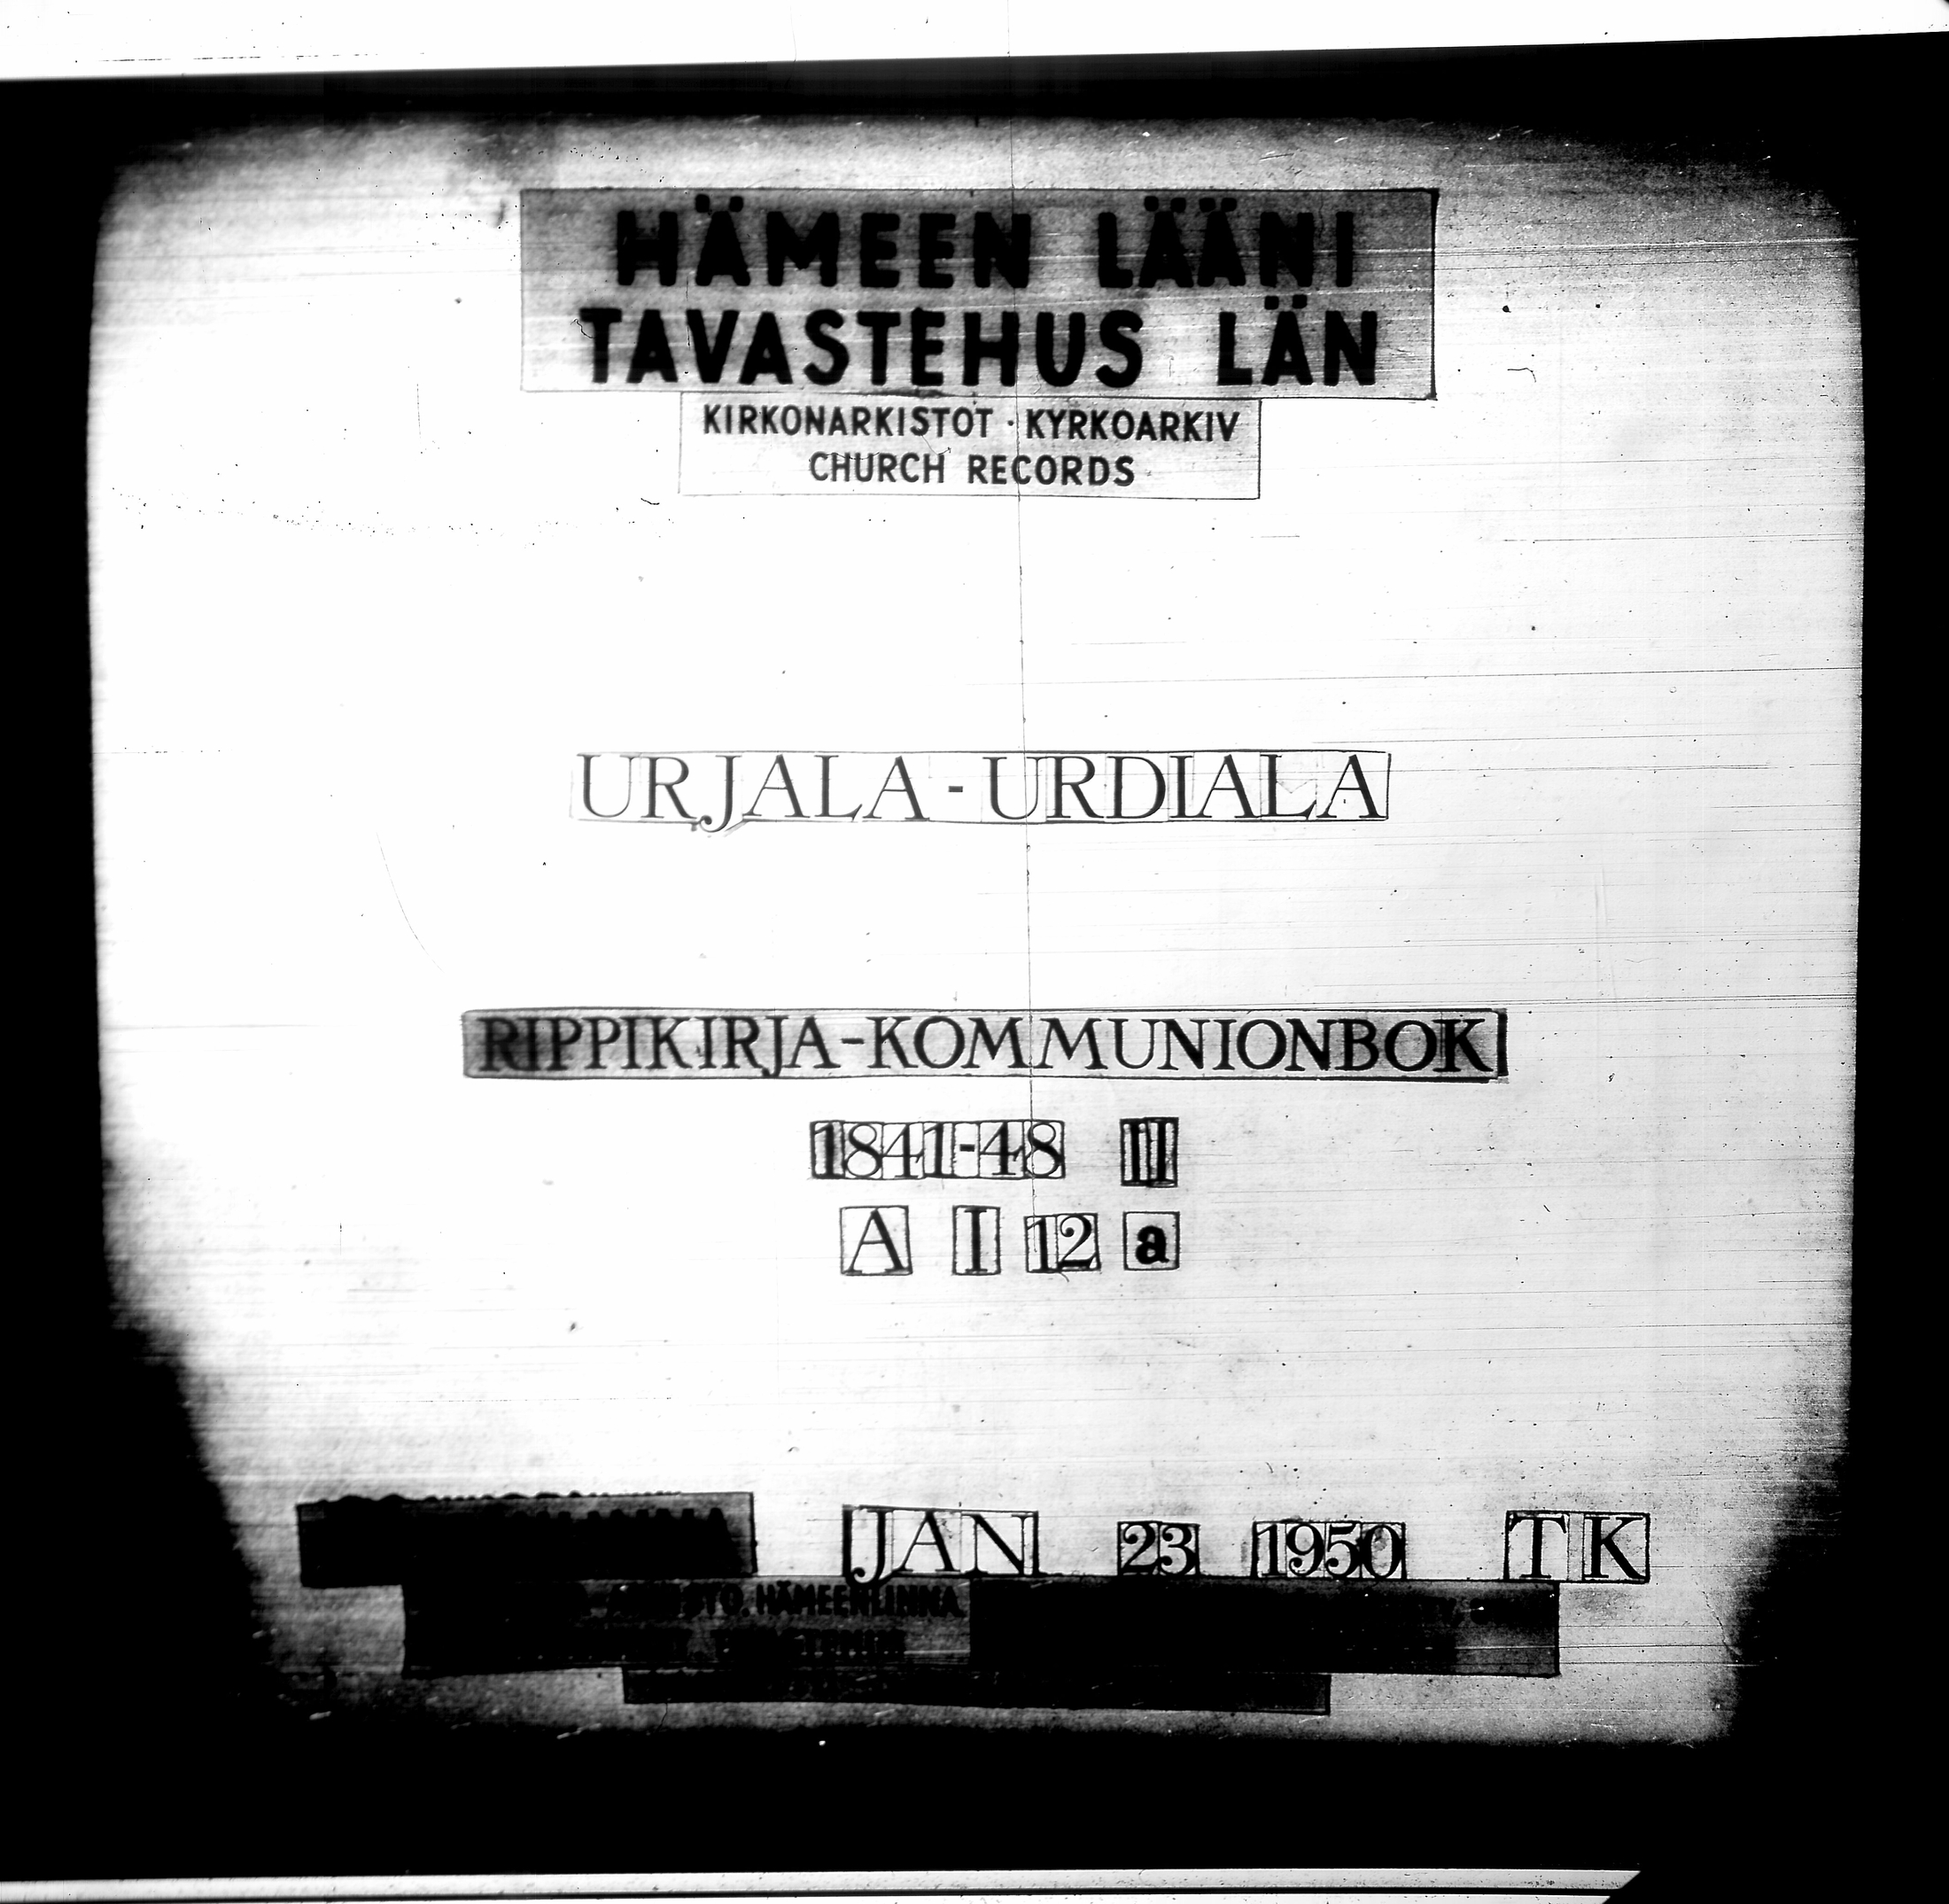 HÄMEEN LÄÄNI
TAVASTEHUS LÄN
KIRKONARKISTOT · KYRKOARKIV
CHURCH RECORDS
URJALA - URDIALA
RIPPIKIRJA-KOMMUNIONBOK
1841-48 II
A I 12 a
JAN 23 1950 TK
HÄMEENLINNA